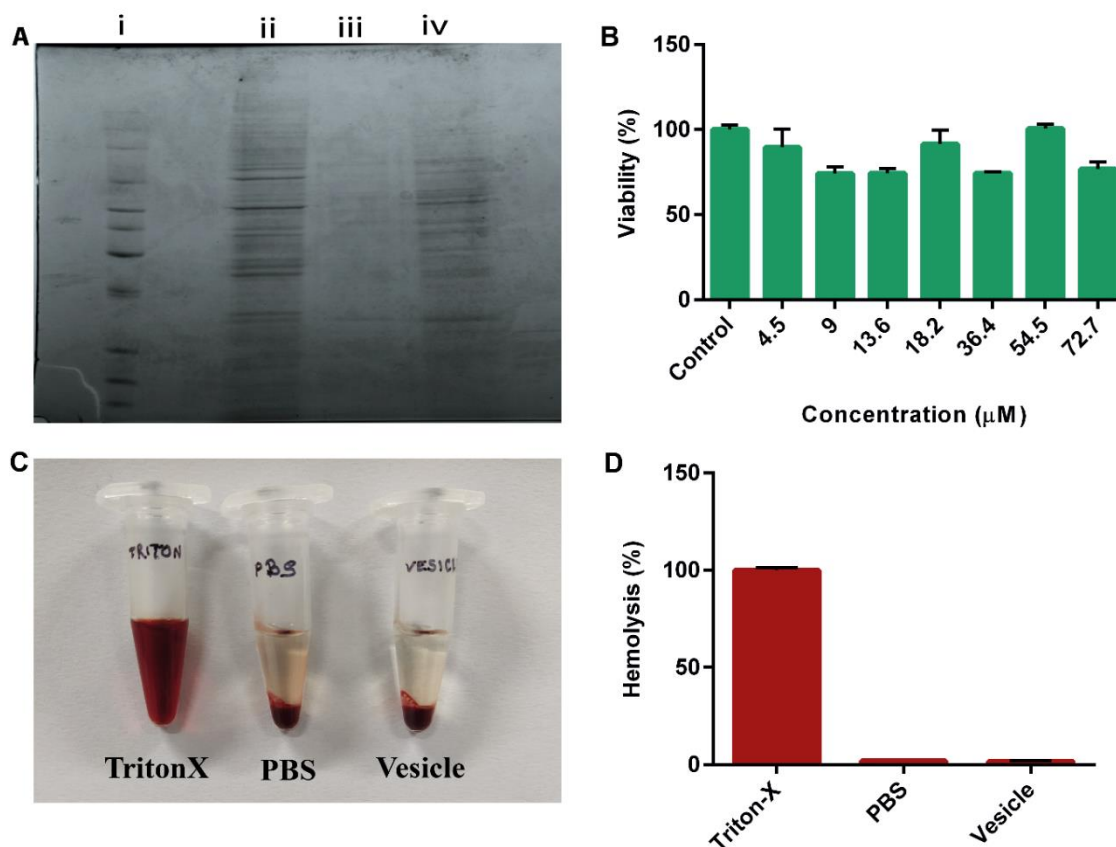 A
i ii iii iv
B
150
100
50
0
Viability (%)
Control 4.5 9 13.6 18.2 36.4 54.5 72.7
Concentration (μM)
C
TRITON PBS VESICL
TritonX PBS Vesicle
D
150
100
50
0
Hemolysis (%)
Triton-X PBS Vesicle